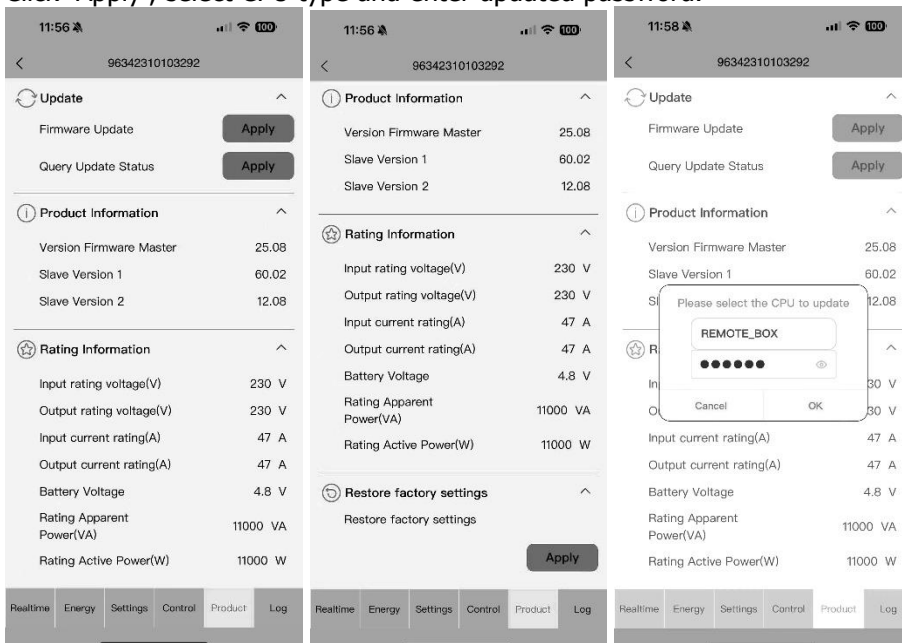 Click "Apply", select CPU type and enter updated password.
11:56
100
96342310103292
Update
Firmware Update
Apply
Query Update Status
Apply
Product Information
Version Firmware Master
25.08
Slave Version 1
60.02
Slave Version 2
12.08
Rating Information
Input rating voltage(V)
230 V
Output rating voltage(V)
230 V
Input current rating(A)
47 A
Output current rating(A)
47 A
Battery Voltage
4.8 V
Rating Apparent
Power(VA)
11000 VA
Rating Active Power(W)
11000 W
Realtime Energy Settings Control Product Log
11:56
100
96342310103292
Product Information
Version Firmware Master
25.08
Slave Version 1
60.02
Slave Version 2
12.08
Rating Information
Input rating voltage(V)
230 V
Output rating voltage(V)
230 V
Input current rating(A)
47 A
Output current rating(A)
47 A
Battery Voltage
4.8 V
Rating Apparent
Power(VA)
11000 VA
Rating Active Power(W)
11000 W
Restore factory settings
Restore factory settings
Apply
Realtime Energy Settings Control Product Log
11:58
100
96342310103292
Update
Firmware Update
Apply
Query Update Status
Apply
Product Information
Version Firmware Master
25.08
Slave Version 1
60.02
Sl
12.08
Please select the CPU to update
REMOTE_BOX
●●●●●●
Cancel
OK
R
In
30 V
O
30 V
Input current rating(A)
47 A
Output current rating(A)
47 A
Battery Voltage
4.8 V
Rating Apparent
Power(VA)
11000 VA
Rating Active Power(W)
11000 W
Realtime Energy Settings Control Product Log